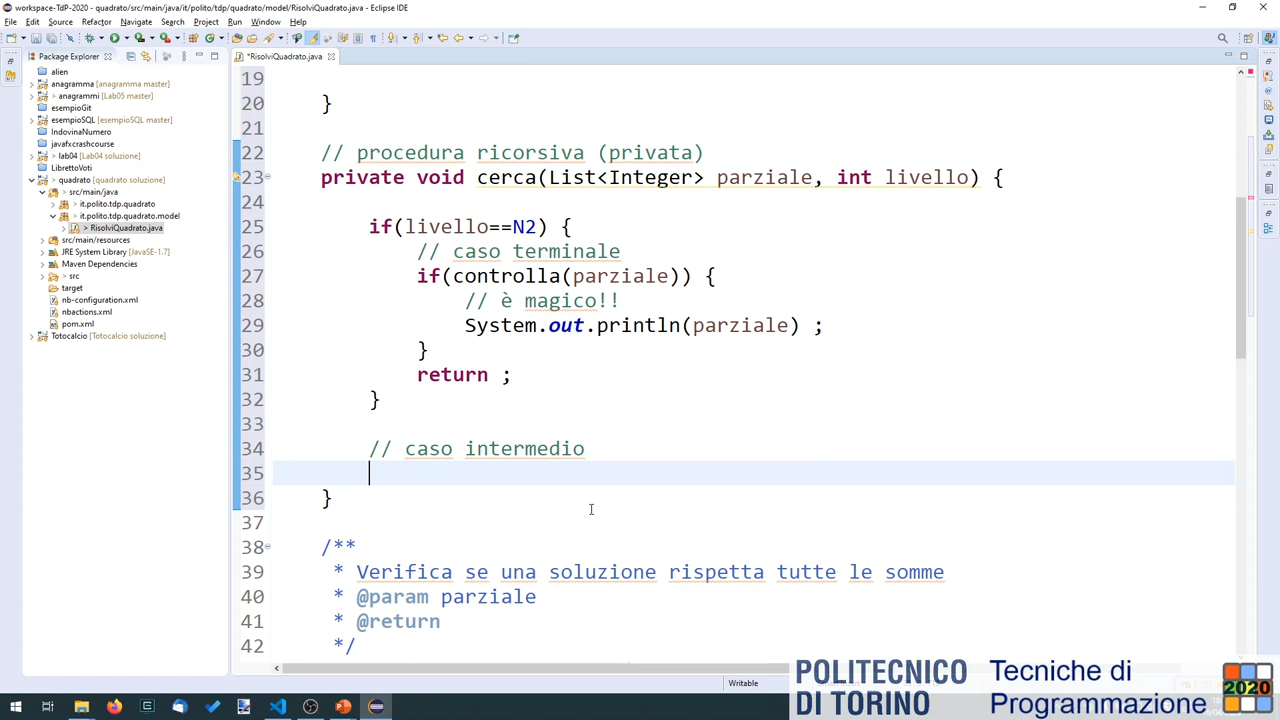 workspace-TdP-2020 - quadrato/src/main/java/it/polito/tdp/quadrato/model/RisolviQuadrato.java - Eclipse IDE
File Edit Source Refactor Navigate Search Project Run Window Help
Package Explorer
*RisolviQuadrato.java
alien
anagramma [anagramma master]
> anagrammi [Lab05 master]
esempioGit
esempioSQL [esempioSQL master]
IndovinaNumero
javafx:crashcourse
> lab04 [Lab04 soluzione]
LibrettoVoti
> quadrato [quadrato soluzione]
> src/main/java
> it.polito.tdp.quadrato
> it.polito.tdp.quadrato.model
> RisolviQuadrato.java
src/main/resources
JRE System Library [JavaSE-1.7]
Maven Dependencies
> src
target
nb-configuration.xml
nbactions.xml
pom.xml
Totocalcio [Totocalcio soluzione]
19
20 }
21
22 // procedura ricorsiva (privata)
23 private void cerca(List<Integer> parziale, int livello) {
24
25 if(livello==N2) {
26 // caso terminale
27 if(controlla(parziale)) {
28 // è magico!!
29 System.out.println(parziale) ;
30 }
31 return ;
32 }
33
34 // caso intermedio
35
36 }
37
38 /**
39 * Verifica se una soluzione rispetta tutte le somme
40 * @param parziale
41 * @return
42 */
Writable
POLITECNICO
DI TORINO
Tecniche di
Programmazione
2020